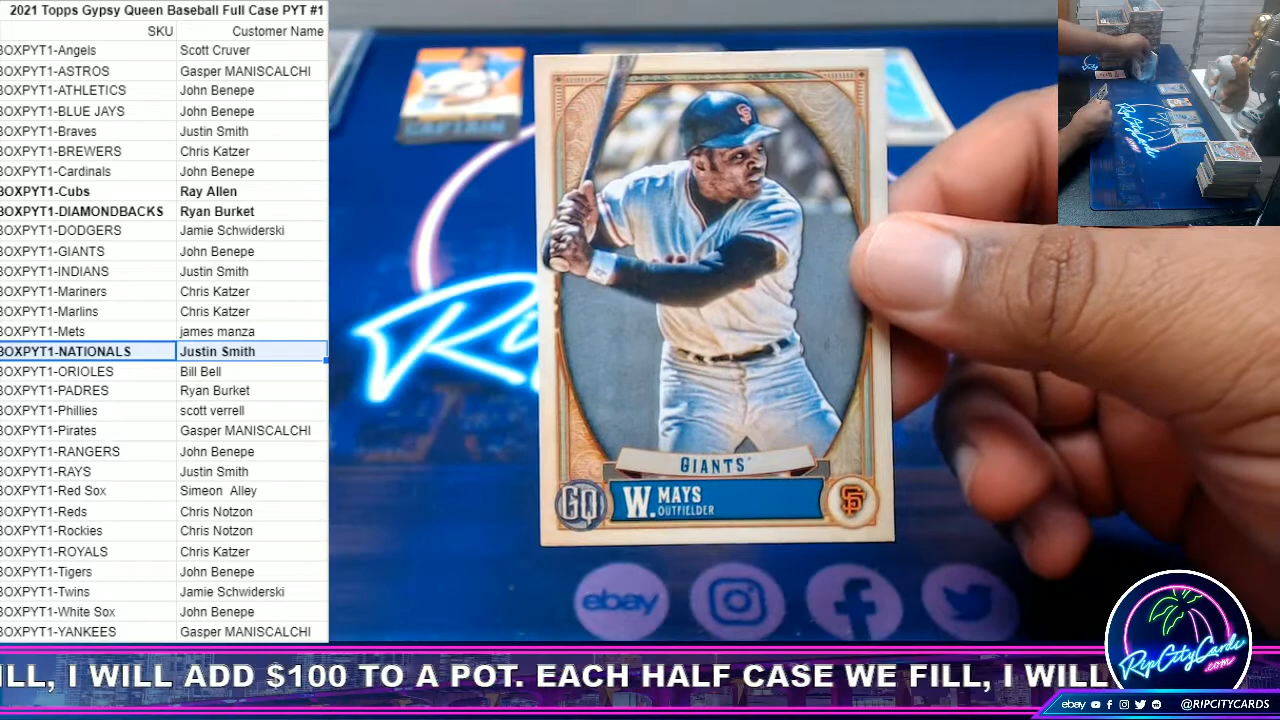 2021 Topps Gypsy Queen Baseball Full Case PYT #1
SKU Customer Name
BOXPYT1-Angels Scott Cruver
BOXPYT1-ASTROS Gasper MANISCALCHI
BOXPYT1-ATHLETICS John Benepe
BOXPYT1-BLUE JAYS John Benepe
BOXPYT1-Braves Justin Smith
BOXPYT1-BREWERS Chris Katzer
BOXPYT1-Cardinals John Benepe
BOXPYT1-Cubs Ray Allen
BOXPYT1-DIAMONDBACKS Ryan Burket
BOXPYT1-DODGERS Jamie Schwiderski
BOXPYT1-GIANTS John Benepe
BOXPYT1-INDIANS Justin Smith
BOXPYT1-Mariners Chris Katzer
BOXPYT1-Marlins Chris Katzer
BOXPYT1-Mets james manza
BOXPYT1-NATIONALS Justin Smith
BOXPYT1-ORIOLES Bill Bell
BOXPYT1-PADRES Ryan Burket
BOXPYT1-Phillies scott verrell
BOXPYT1-Pirates Gasper MANISCALCHI
BOXPYT1-RANGERS John Benepe
BOXPYT1-RAYS Justin Smith
BOXPYT1-Red Sox Simeon Alley
BOXPYT1-Reds Chris Notzon
BOXPYT1-Rockies Chris Notzon
BOXPYT1-ROYALS Chris Katzer
BOXPYT1-Tigers John Benepe
BOXPYT1-Twins Jamie Schwiderski
BOXPYT1-White Sox John Benepe
BOXPYT1-YANKEES Gasper MANISCALCHI
SF
GIANTS
GQ
W. MAYS
OUTFIELDER
SF
ebay
ILL, I WILL ADD $100 TO A POT. EACH HALF CASE WE FILL, I WILL
RipCityCards
.com
ebay @RIPCITYCARDS